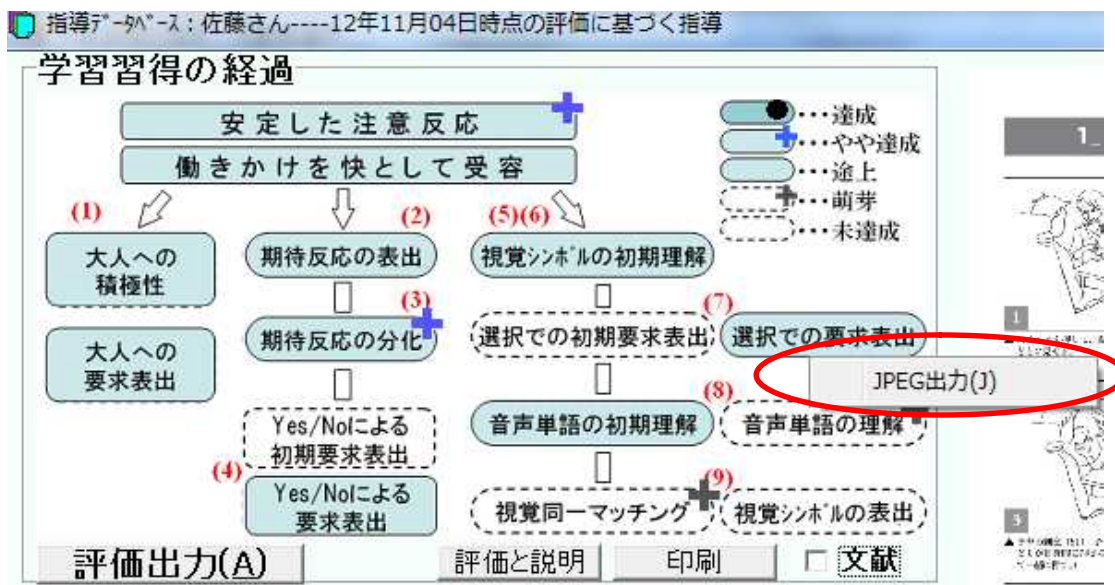 指導ﾃﾞｰﾀﾍﾞｰｽ：佐藤さん----12年11月04日時点の評価に基づく指導
学習習得の経過
安定した注意反応
働きかけを快として受容
･･･達成
･･･やや達成
･･･途上
･･･萌芽
･･･未達成
(1)
(2)
(5)(6)
大人への
積極性
期待反応の表出
視覚ｼﾝﾎﾞﾙの初期理解
(3)
(7)
大人への
要求表出
期待反応の分化
選択での初期要求表出
選択での要求表出
JPEG出力(J)
(8)
Yes/Noによる
初期要求表出
音声単語の初期理解
音声単語の理解
(4)
(9)
Yes/Noによる
要求表出
視覚同一マッチング
視覚ｼﾝﾎﾞﾙの表出
評価出力(A)
評価と説明
印刷
文献
1_
1
3